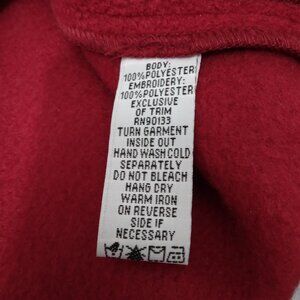 BODY:
100%POLYESTER
EMBROIDERY:
100%POLYESTER
EXCLUSIVE
OF TRIM
RN90133
TURN GARMENT
INSIDE OUT
HAND WASH COLD
SEPARATELY
DO NOT BLEACH
HANG DRY
WARM IRON
ON REVERSE
SIDE IF
NECESSARY